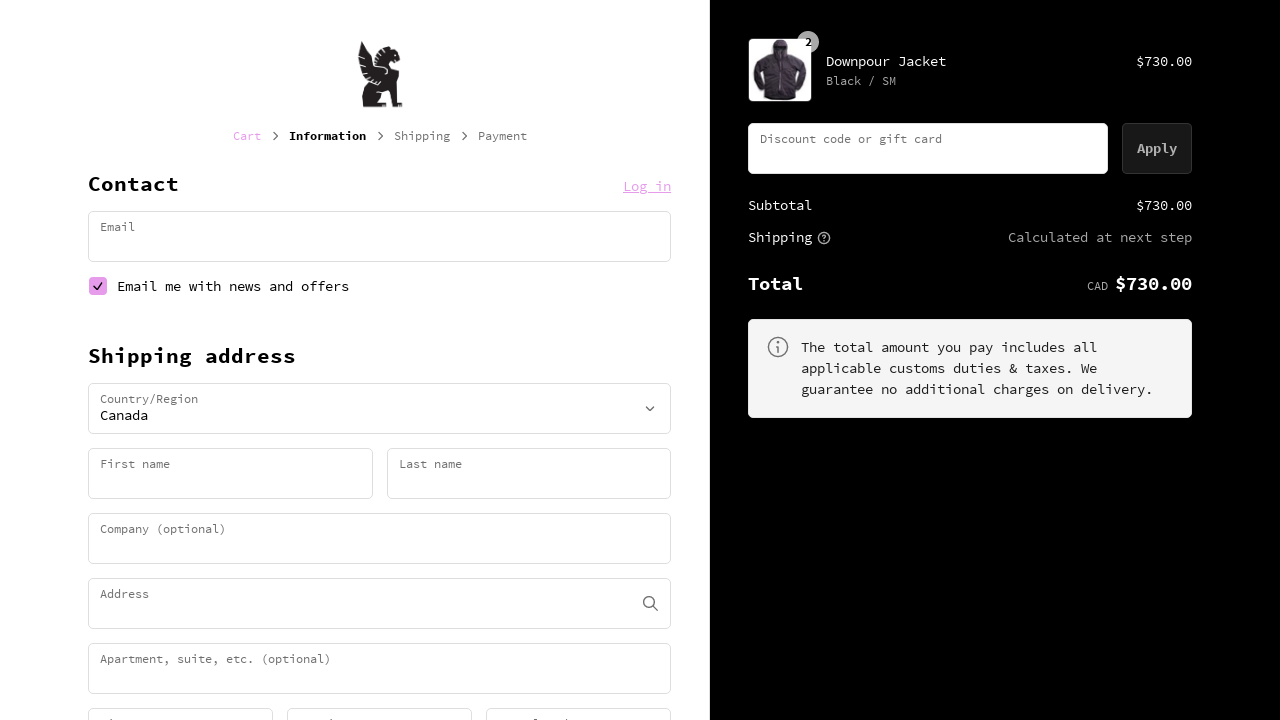 Cart
Information
Shipping
Payment
Contact
Log in
Email
Email me with news and offers
Shipping address
Country/Region
Canada
First name
Last name
Company (optional)
Address
Apartment, suite, etc. (optional)
2
Downpour Jacket
$730.00
Black / SM
Discount code or gift card
Apply
Subtotal
$730.00
Shipping
Calculated at next step
Total
CAD $730.00
The total amount you pay includes all
applicable customs duties & taxes. We
guarantee no additional charges on delivery.